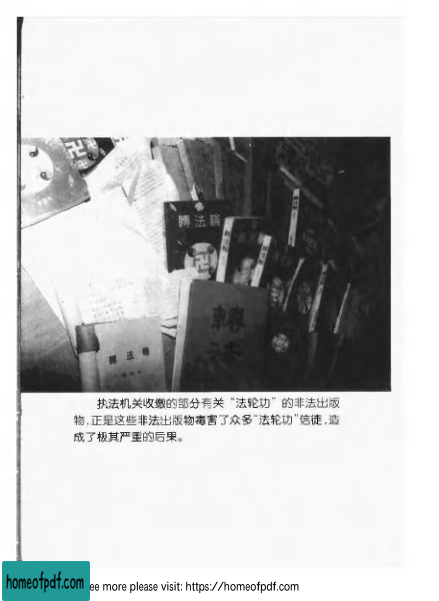 轉法輪
轉法輪
轉法
执法机关收缴的部分有关“法轮功”的非法出版
物，正是这些非法出版物毒害了众多“法轮功”信徒，造
成了极其严重的后果。
homeofpdf.com
ee more please visit: https://homeofpdf.com